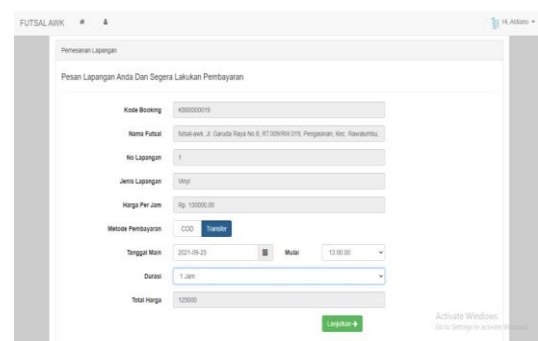 FUTSAL AWK Hi, Aldiano
Pemesanan Lapangan
Pesan Lapangan Anda Dan Segera Lakukan Pembayaran
Kode Booking KB00000019
Nama Futsal futsal-awk, Jl. Garuda Raya No.8, RT.009/RW.019, Pengasinan, Kec. Rawalumbu,
No Lapangan 1
Jenis Lapangan Vinyl
Harga Per Jam Rp. 130000,00
Metode Pembayaran COD Transfer
Tanggal Main 2021-09-25 Mulai 13:00:00
Durasi 1 Jam
Total Harga
Lanjutkan
Activate Windows
Go to Settings to activate Windows.